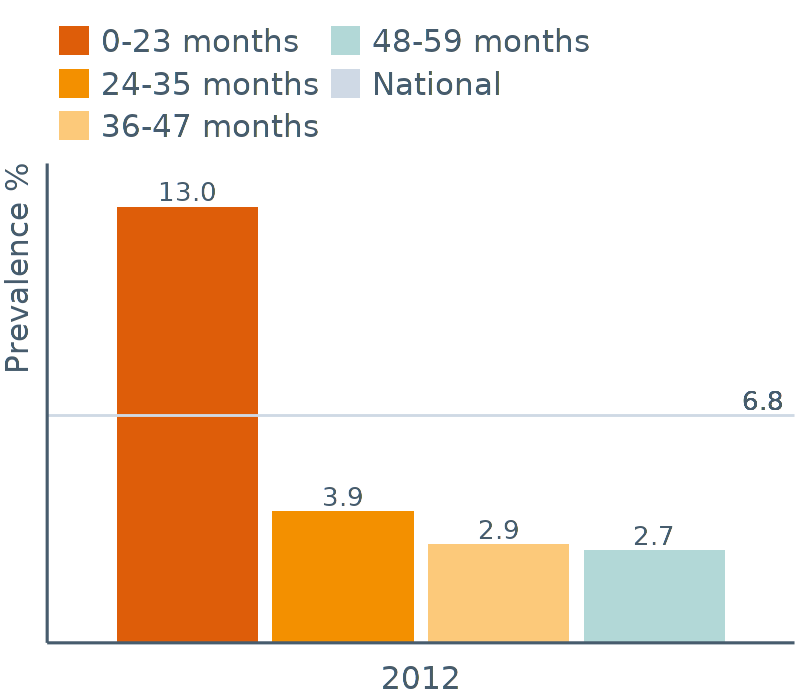 0-23 months
24-35 months
36-47 months
48-59 months
National
Prevalence %
13.0
6.8
3.9
2.9
2.7
2012